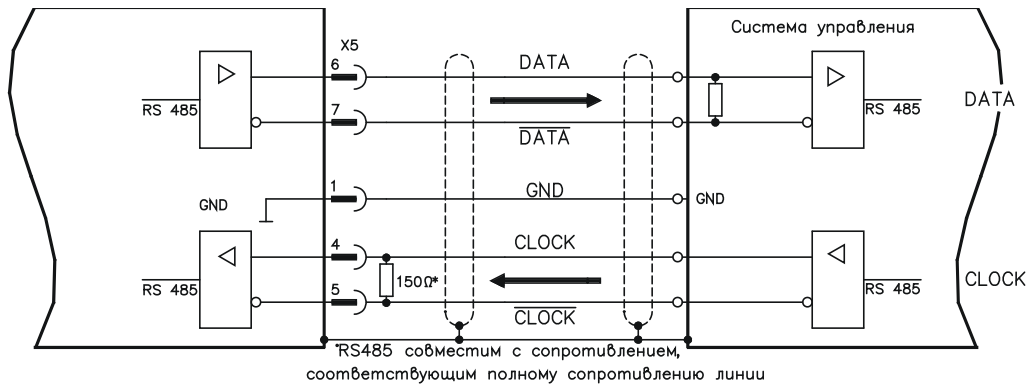 Система управления
X5
6
DATA
RS 485
7
RS 485
DATA
DATA
1
GND
GND
GND
4
CLOCK
RS 485
5
150Ω*
RS 485
CLOCK
CLOCK
*RS485 совместим с сопротивлением,
соответствующим полному сопротивлению линии